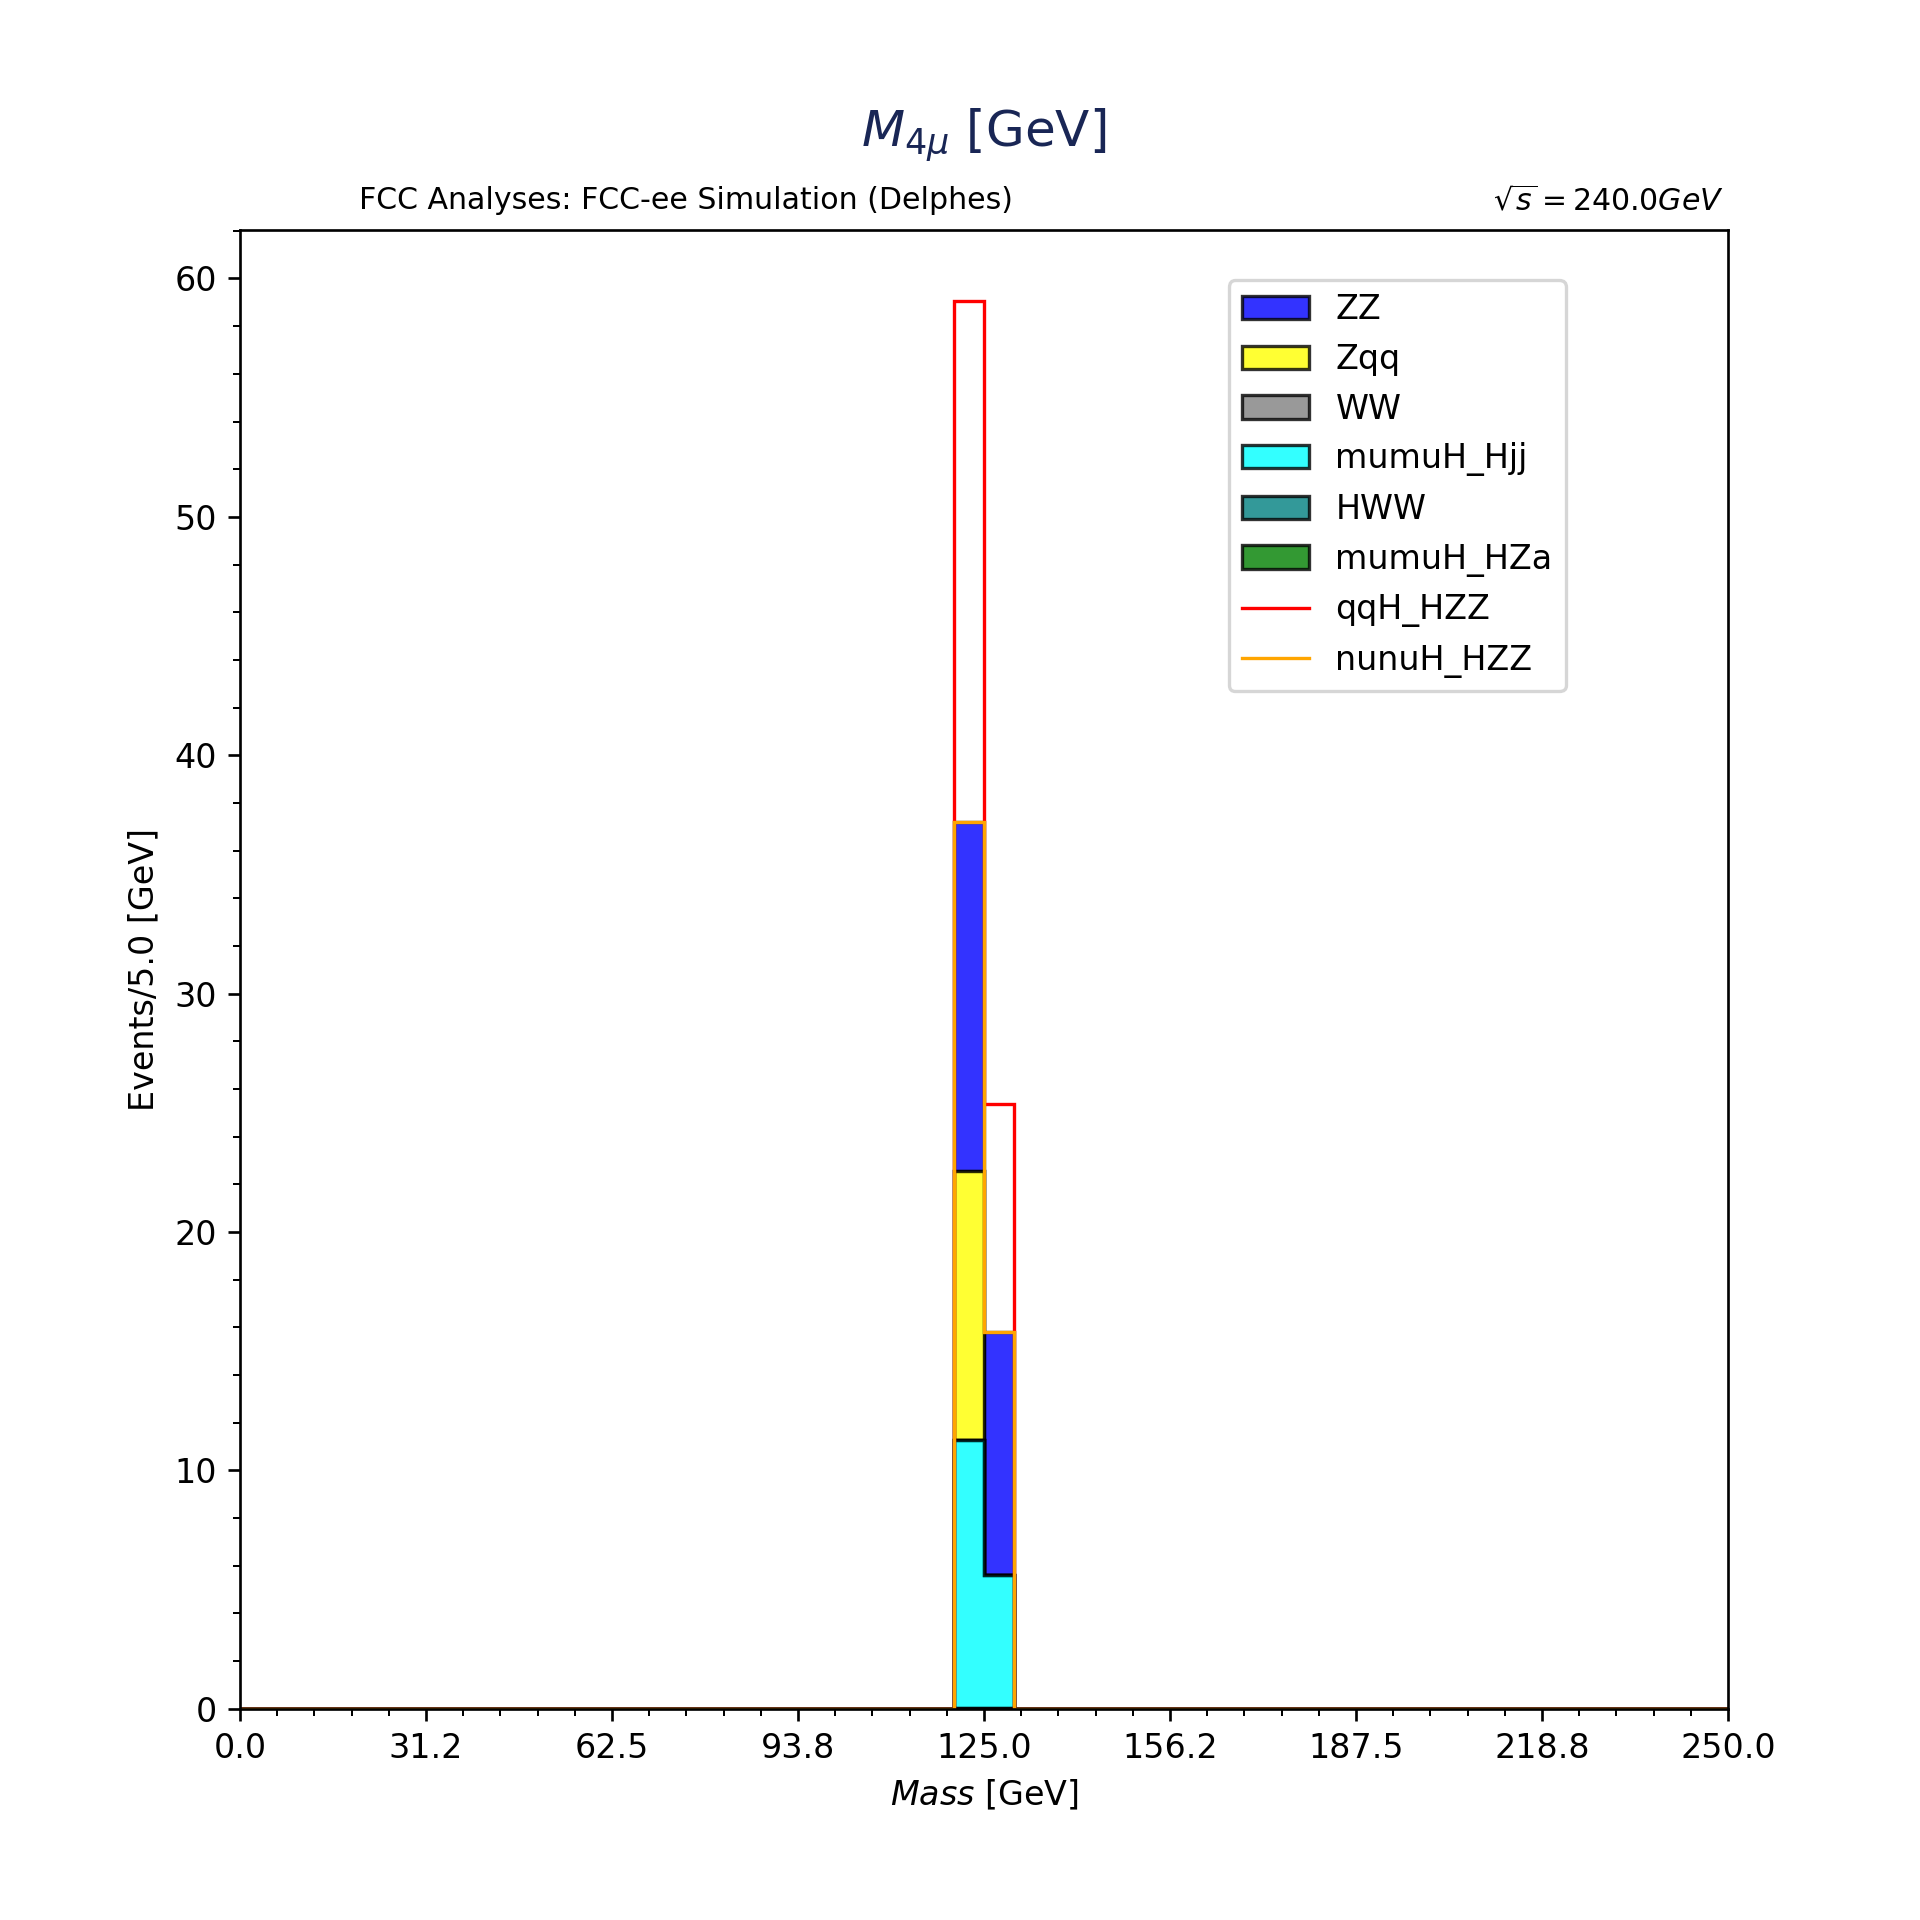 M4μ [GeV]
FCC Analyses: FCC-ee Simulation (Delphes)
√s = 240.0GeV
ZZ
Zqq
WW
mumuH_Hjj
HWW
mumuH_HZa
qqH_HZZ
nunuH_HZZ
Events/5.0 [GeV]
60
50
40
30
20
10
0
0.0 31.2 62.5 93.8 125.0 156.2 187.5 218.8 250.0
Mass [GeV]